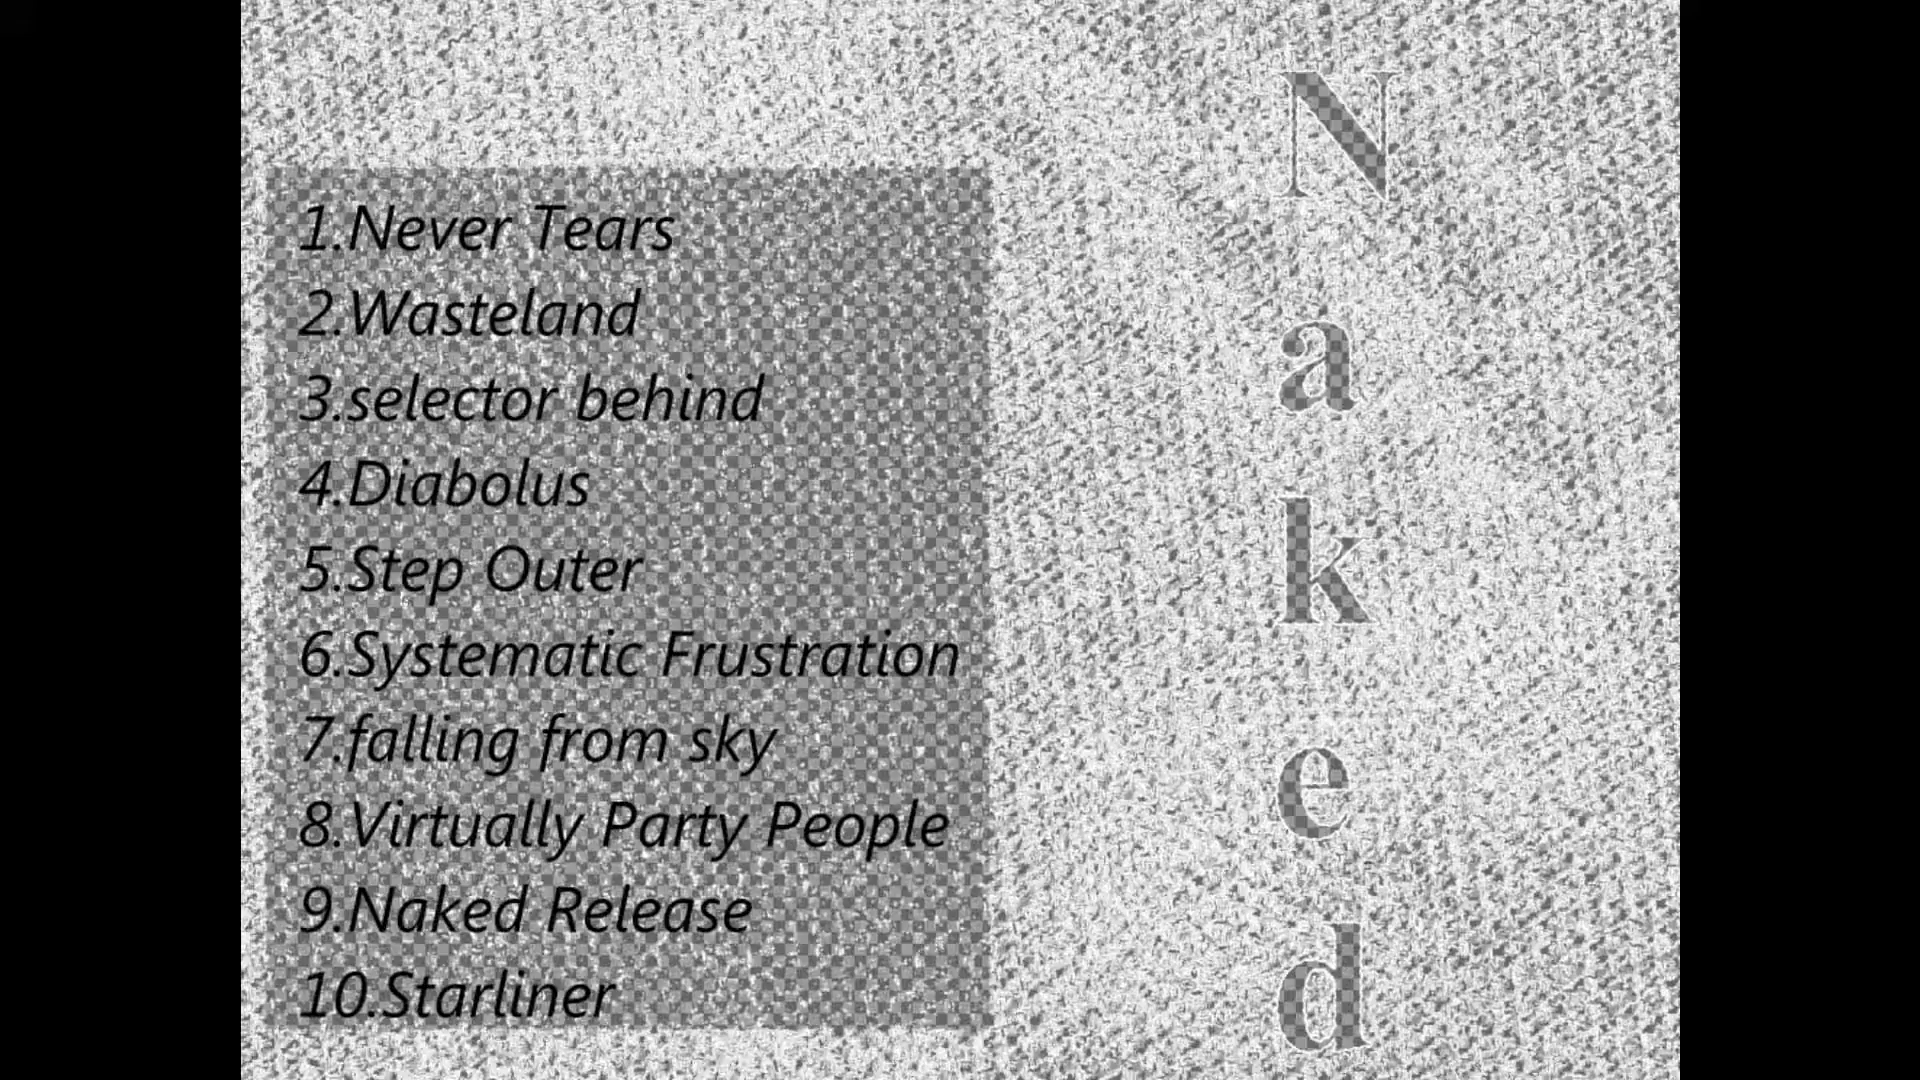 1.Never Tears
2.Wasteland
3.selector behind
4.Diabolus
5.Step Outer
6.Systematic Frustration
7.falling from sky
8.Virtually Party People
9.Naked Release
10.Starliner
Naked